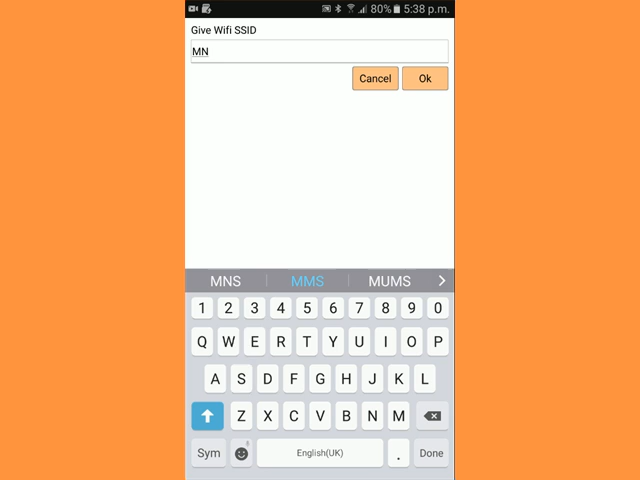 80% 5:38 p.m.
Give Wifi SSID
MN
Cancel Ok
MNS MMS MUMS
1 2 3 4 5 6 7 8 9 0
Q W E R T Y U I O P
A S D F G H J K L
Z X C V B N M
Sym English(UK) . Done